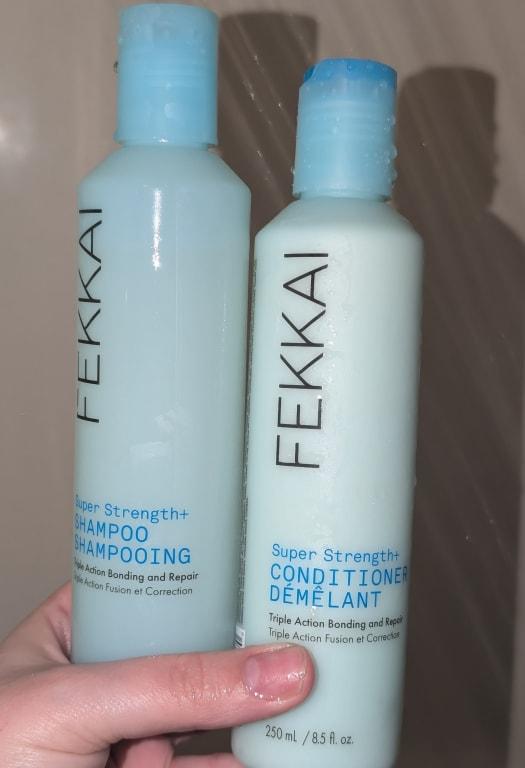 FEKKAI
Super Strength+
SHAMPOO
SHAMPOOING
Triple Action Bonding and Repair
Triple Action Fusion et Correction
FEKKAI
Super Strength+
CONDITIONER
DÉMÊLANT
Triple Action Bonding and Repair
Triple Action Fusion et Correction
250 mL / 8.5 fl. oz.